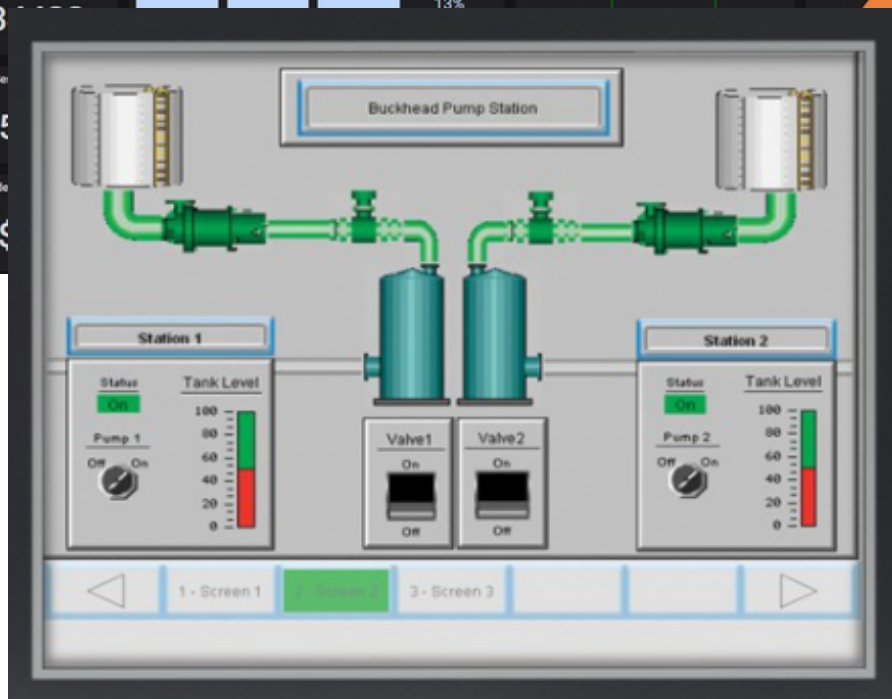 13%
Buckhead Pump Station
Station 1
Status
On
Pump 1
Off On
Tank Level
100
80
60
40
20
0
Valve1
On
Off
Valve2
On
Off
Station 2
Status
On
Pump 2
Off On
Tank Level
100
80
60
40
20
0
1 - Screen 1
2 - Screen 2
3 - Screen 3